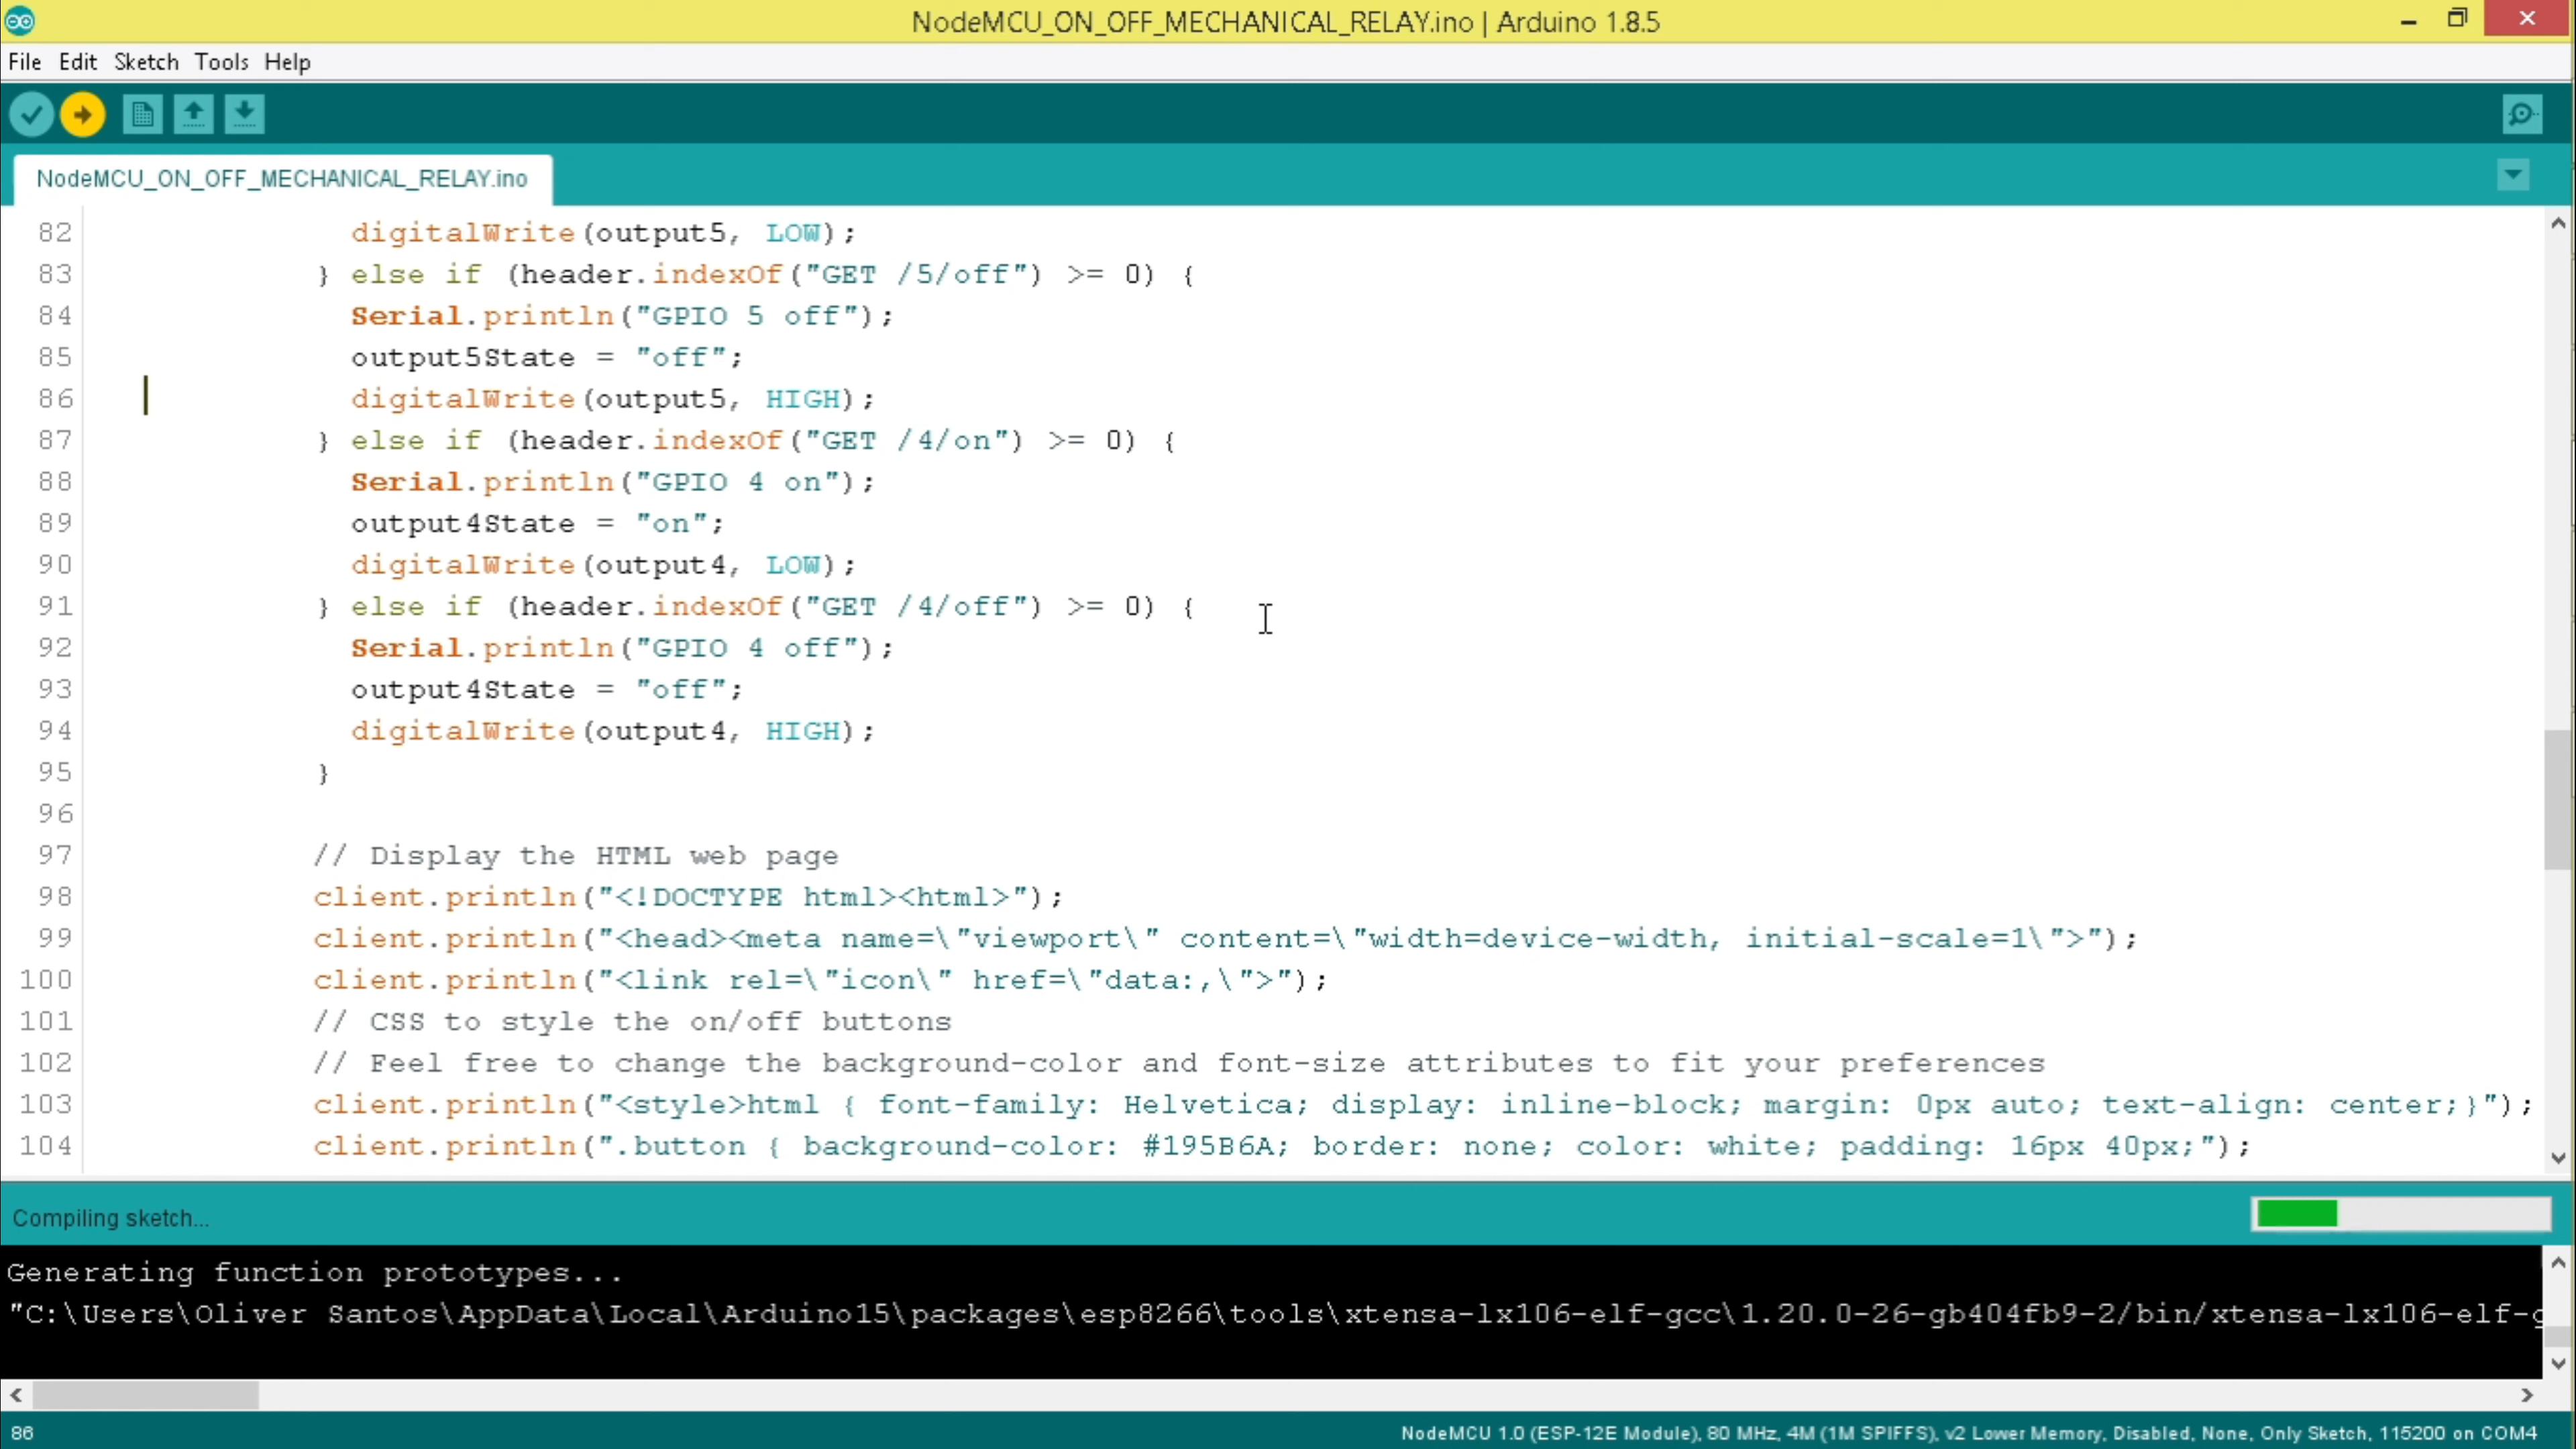 NodeMCU_ON_OFF_MECHANICAL_RELAY.ino | Arduino 1.8.5
File Edit Sketch Tools Help
NodeMCU_ON_OFF_MECHANICAL_RELAY.ino
82 digitalWrite(output5, LOW);
83 } else if (header.indexOf("GET /5/off") >= 0) {
84 Serial.println("GPIO 5 off");
85 output5State = "off";
86 digitalWrite(output5, HIGH);
87 } else if (header.indexOf("GET /4/on") >= 0) {
88 Serial.println("GPIO 4 on");
89 output4State = "on";
90 digitalWrite(output4, LOW);
91 } else if (header.indexOf("GET /4/off") >= 0) {
92 Serial.println("GPIO 4 off");
93 output4State = "off";
94 digitalWrite(output4, HIGH);
95 }
96
97 // Display the HTML web page
98 client.println("<!DOCTYPE html><html>");
99 client.println("<head><meta name=\"viewport\" content=\"width=device-width, initial-scale=1\">");
100 client.println("<link rel=\"icon\" href=\"data:,\">");
101 // CSS to style the on/off buttons
102 // Feel free to change the background-color and font-size attributes to fit your preferences
103 client.println("<style>html { font-family: Helvetica; display: inline-block; margin: 0px auto; text-align: center;}");
104 client.println(".button { background-color: #195B6A; border: none; color: white; padding: 16px 40px;");
Compiling sketch...
Generating function prototypes...
"C:\Users\Oliver Santos\AppData\Local\Arduino15\packages\esp8266\tools\xtensa-lx106-elf-gcc\1.20.0-26-gb404fb9-2/bin/xtensa-lx106-elf-g
86
NodeMCU 1.0 (ESP-12E Module), 80 MHz, 4M (1M SPIFFS), v2 Lower Memory, Disabled, None, Only Sketch, 115200 on COM4